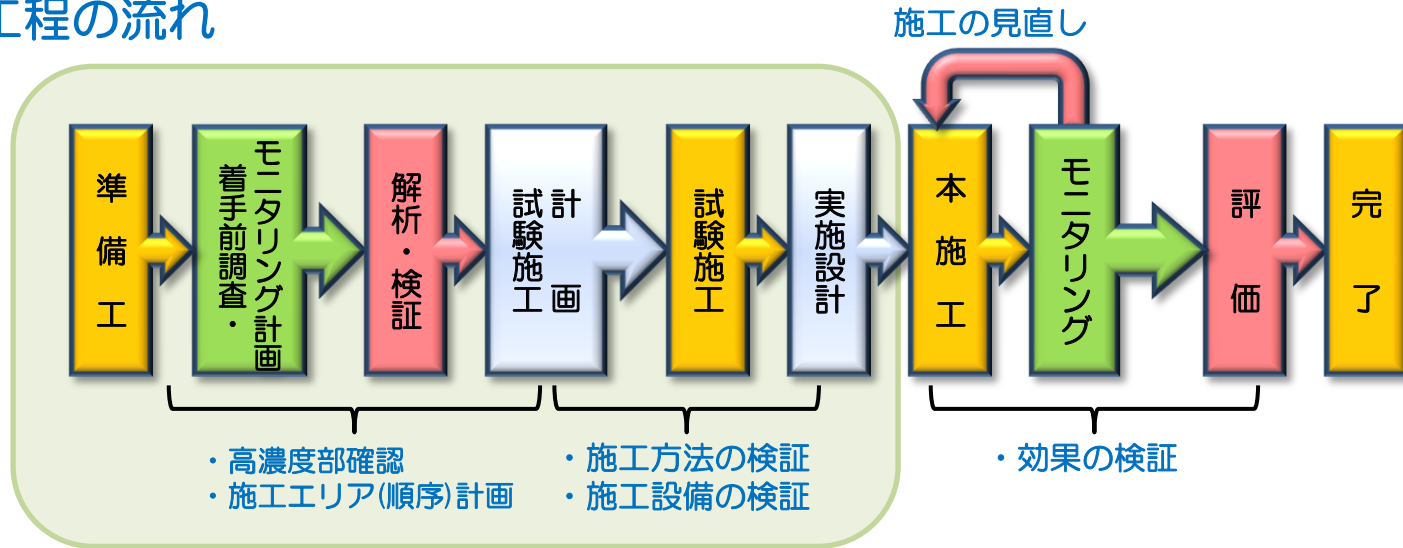 工程の流れ
施工の見直し
準備工
着手前調査・
モニタリング計画
解析・検証
試験施工
計画
試験施工
実施設計
本施工
モニタリング
評価
完了
・高濃度部確認
・施工エリア(順序)計画
・施工方法の検証
・施工設備の検証
・効果の検証